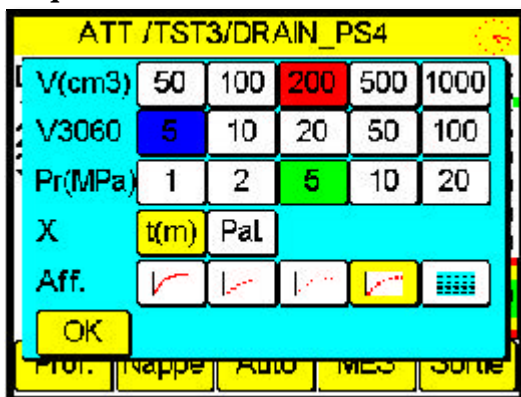 ATT /TST3/DRAIN_PS4
V(cm3) 50 100 200 500 1000
V3060 5 10 20 50 100
Pr(MPa) 1 2 5 10 20
X t(m) Pal.
Aff.
OK
Prof. Nappe Auto MES Sortie